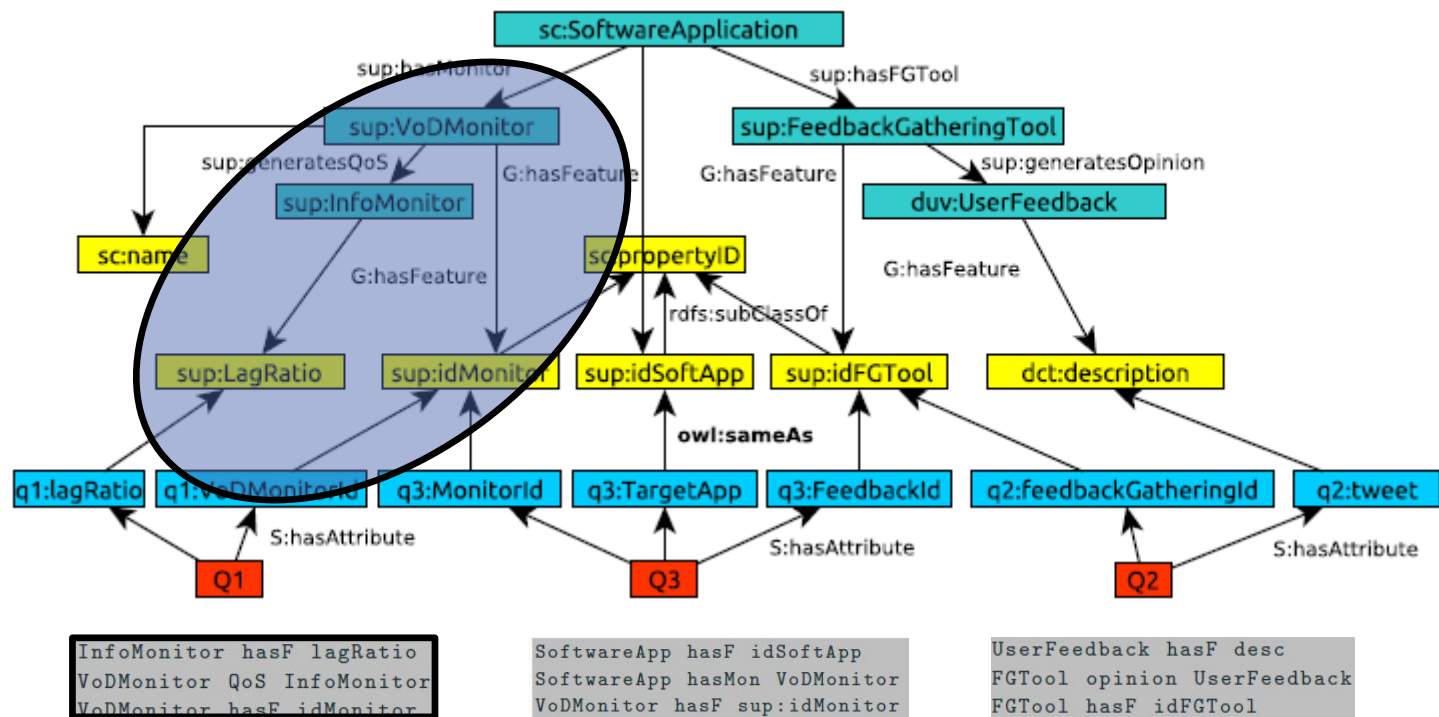 sc:SoftwareApplication
sup:hasMonitor
sup:hasFGTool
sup:VoDMonitor
sup:FeedbackGatheringTool
sup:generatesQoS
G:hasFeature
G:hasFeature
sup:generatesOpinion
sup:InfoMonitor
duv:UserFeedback
sc:name
sc:propertyID
G:hasFeature
G:hasFeature
rdfs:subClassOf
sup:LagRatio
sup:idMonitor
sup:idSoftApp
sup:idFGTool
dct:description
owl:sameAs
q1:lagRatio
q1:VoDMonitorId
q3:MonitorId
q3:TargetApp
q3:FeedbackId
q2:feedbackGatheringId
q2:tweet
S:hasAttribute
S:hasAttribute
S:hasAttribute
Q1
Q3
Q2
InfoMonitor hasF lagRatio
VoDMonitor QoS InfoMonitor
VoDMonitor hasF idMonitor
SoftwareApp hasF idSoftApp
SoftwareApp hasMon VoDMonitor
VoDMonitor hasF sup:idMonitor
UserFeedback hasF desc
FGTool opinion UserFeedback
FGTool hasF idFGTool